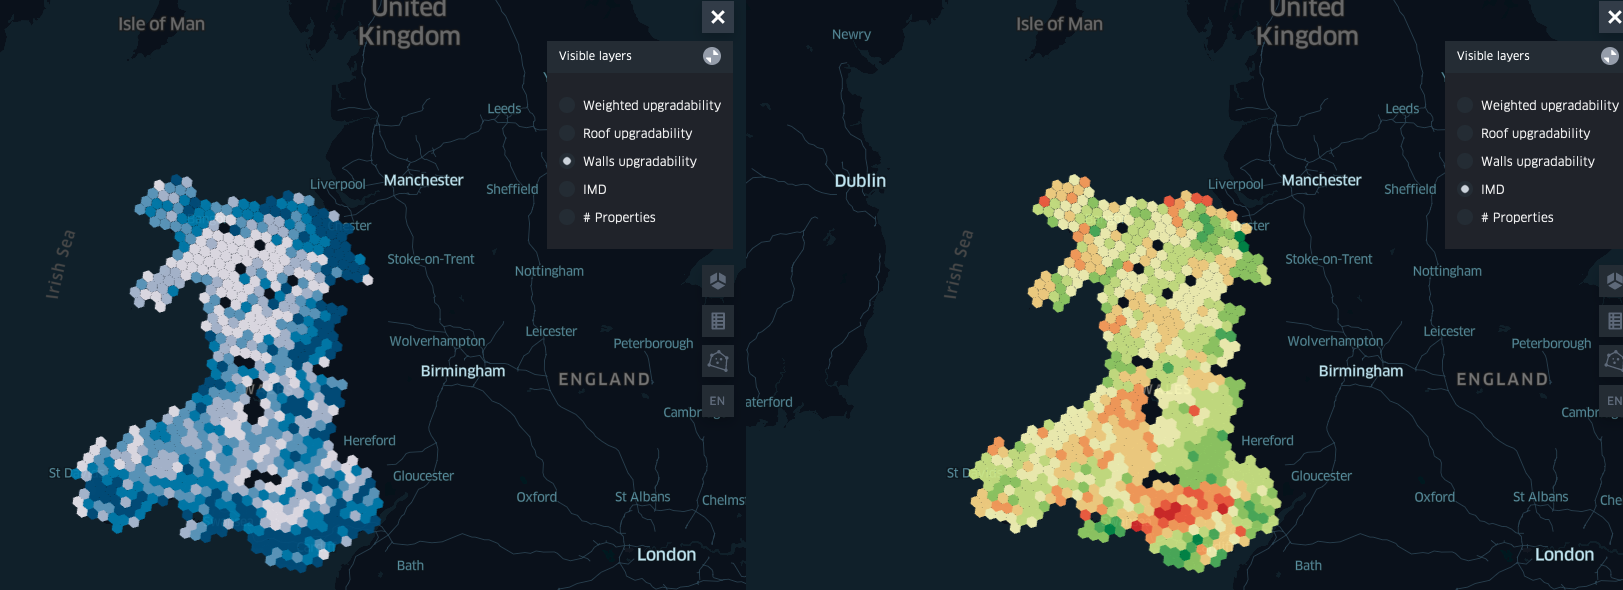 United
Kingdom
Isle of Man
Visible layers
Weighted upgradability
Roof upgradability
Walls upgradability
IMD
# Properties
Leeds
Liverpool
Manchester
Sheffield
Stoke-on-Trent
Nottingham
Irish Sea
Leicester
Wolverhampton
Peterborough
Birmingham
ENGLAND
EN
Hereford
St D
Gloucester
Oxford
St Albans
Chelms
London
Bath
United
Kingdom
Isle of Man
Newry
Visible layers
Weighted upgradability
Roof upgradability
Walls upgradability
IMD
# Properties
Leeds
Dublin
Liverpool
Manchester
Sheffield
Stoke-on-Trent
Nottingham
Irish Sea
Leicester
Wolverhampton
Peterborough
Birmingham
ENGLAND
EN
aterford
Hereford
St D
Gloucester
Oxford
St Albans
Che
London
Bath